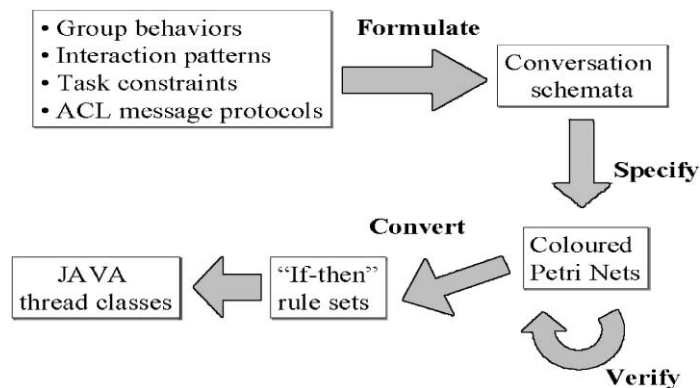 • Group behaviors
• Interaction patterns
• Task constraints
• ACL message protocols
Formulate
Conversation
schemata
Specify
Coloured
Petri Nets
Verify
Convert
“If-then”
rule sets
JAVA
thread classes